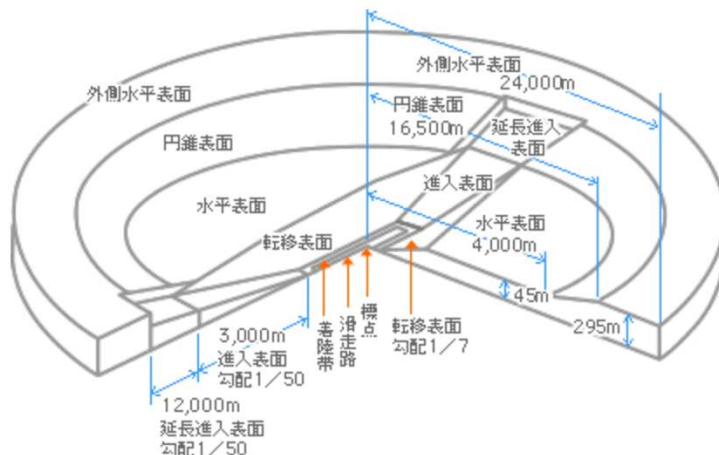 外側水平表面
24,000m
外側水平表面
円錐表面
16,500m
延長進入
表面
円錐表面
進入表面
水平表面
水平表面
4,000m
転移表面
45m
295m
着陸帯
滑走路
標点
転移表面
勾配1/7
3,000m
進入表面
勾配1/50
12,000m
延長進入表面
勾配1/50